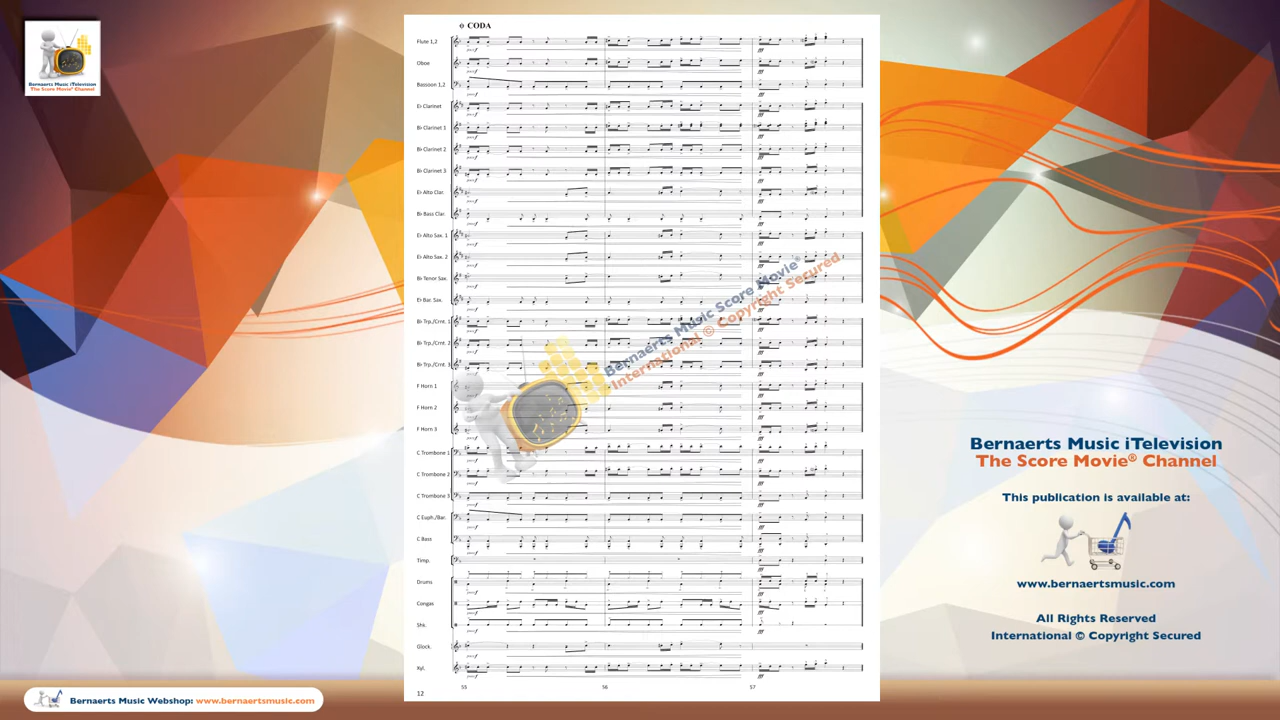 Bernaerts Music iTelevision
The Score Movie® Channel
CODA
Flute 1,2
Oboe
Bassoon 1,2
E♭ Clarinet
B♭ Clarinet 1
B♭ Clarinet 2
B♭ Clarinet 3
E♭ Alto Clar.
B♭ Bass Clar.
E♭ Alto Sax. 1
E♭ Alto Sax. 2
B♭ Tenor Sax.
E♭ Bar. Sax.
B♭ Trp./Crnt. 1
B♭ Trp./Crnt. 2
B♭ Trp./Crnt. 3
F Horn 1
F Horn 2
F Horn 3
C Trombone 1
C Trombone 2
C Trombone 3
C Euph./Bar.
C Bass
Timp.
Drums
Congas
Shk.
Glock.
Xyl.
55 56 57
12
Bernaerts Music Score Movie®
International © Copyright Secured
Bernaerts Music iTelevision
The Score Movie® Channel
This publication is available at:
www.bernaertsmusic.com
All Rights Reserved
International © Copyright Secured
Bernaerts Music Webshop: www.bernaertsmusic.com